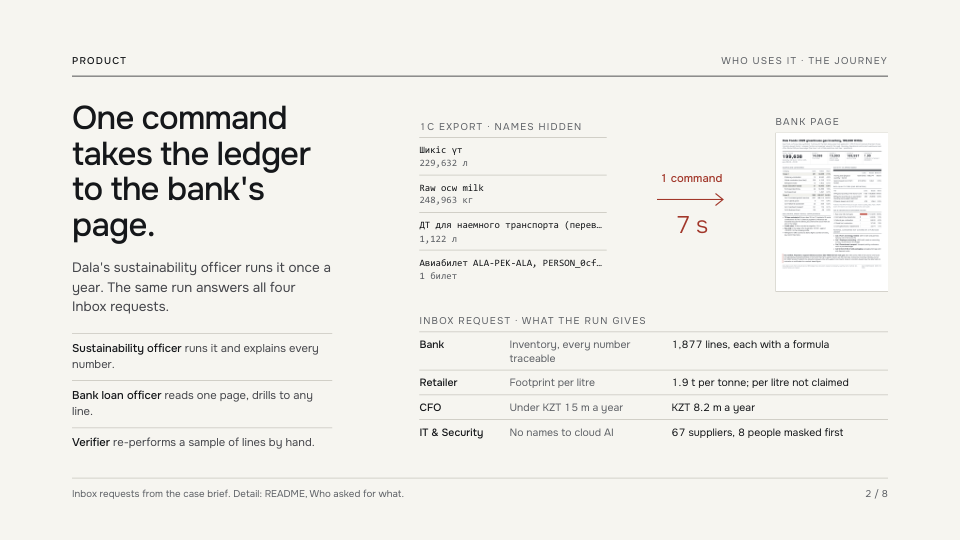 PRODUCT
WHO USES IT · THE JOURNEY
One command
takes the ledger
to the bank's
page.
Dala's sustainability officer runs it once a
year. The same run answers all four
Inbox requests.
Sustainability officer runs it and explains every
number.
Bank loan officer reads one page, drills to any
line.
Verifier re-performs a sample of lines by hand.
1C EXPORT · NAMES HIDDEN
Шикіс үт
229,632 л
Raw ocw milk
248,963 кг
ДТ для наемного транспорта (перев…
1,122 л
Авиабилет ALA-PEK-ALA, PERSON_0cf…
1 билет
1 command
7 s
BANK PAGE
INBOX REQUEST · WHAT THE RUN GIVES
Bank
Inventory, every number
traceable
1,877 lines, each with a formula
Retailer
Footprint per litre
1.9 t per tonne; per litre not claimed
CFO
Under KZT 15 m a year
KZT 8.2 m a year
IT & Security
No names to cloud AI
67 suppliers, 8 people masked first
Inbox requests from the case brief. Detail: README, Who asked for what.
2 / 8